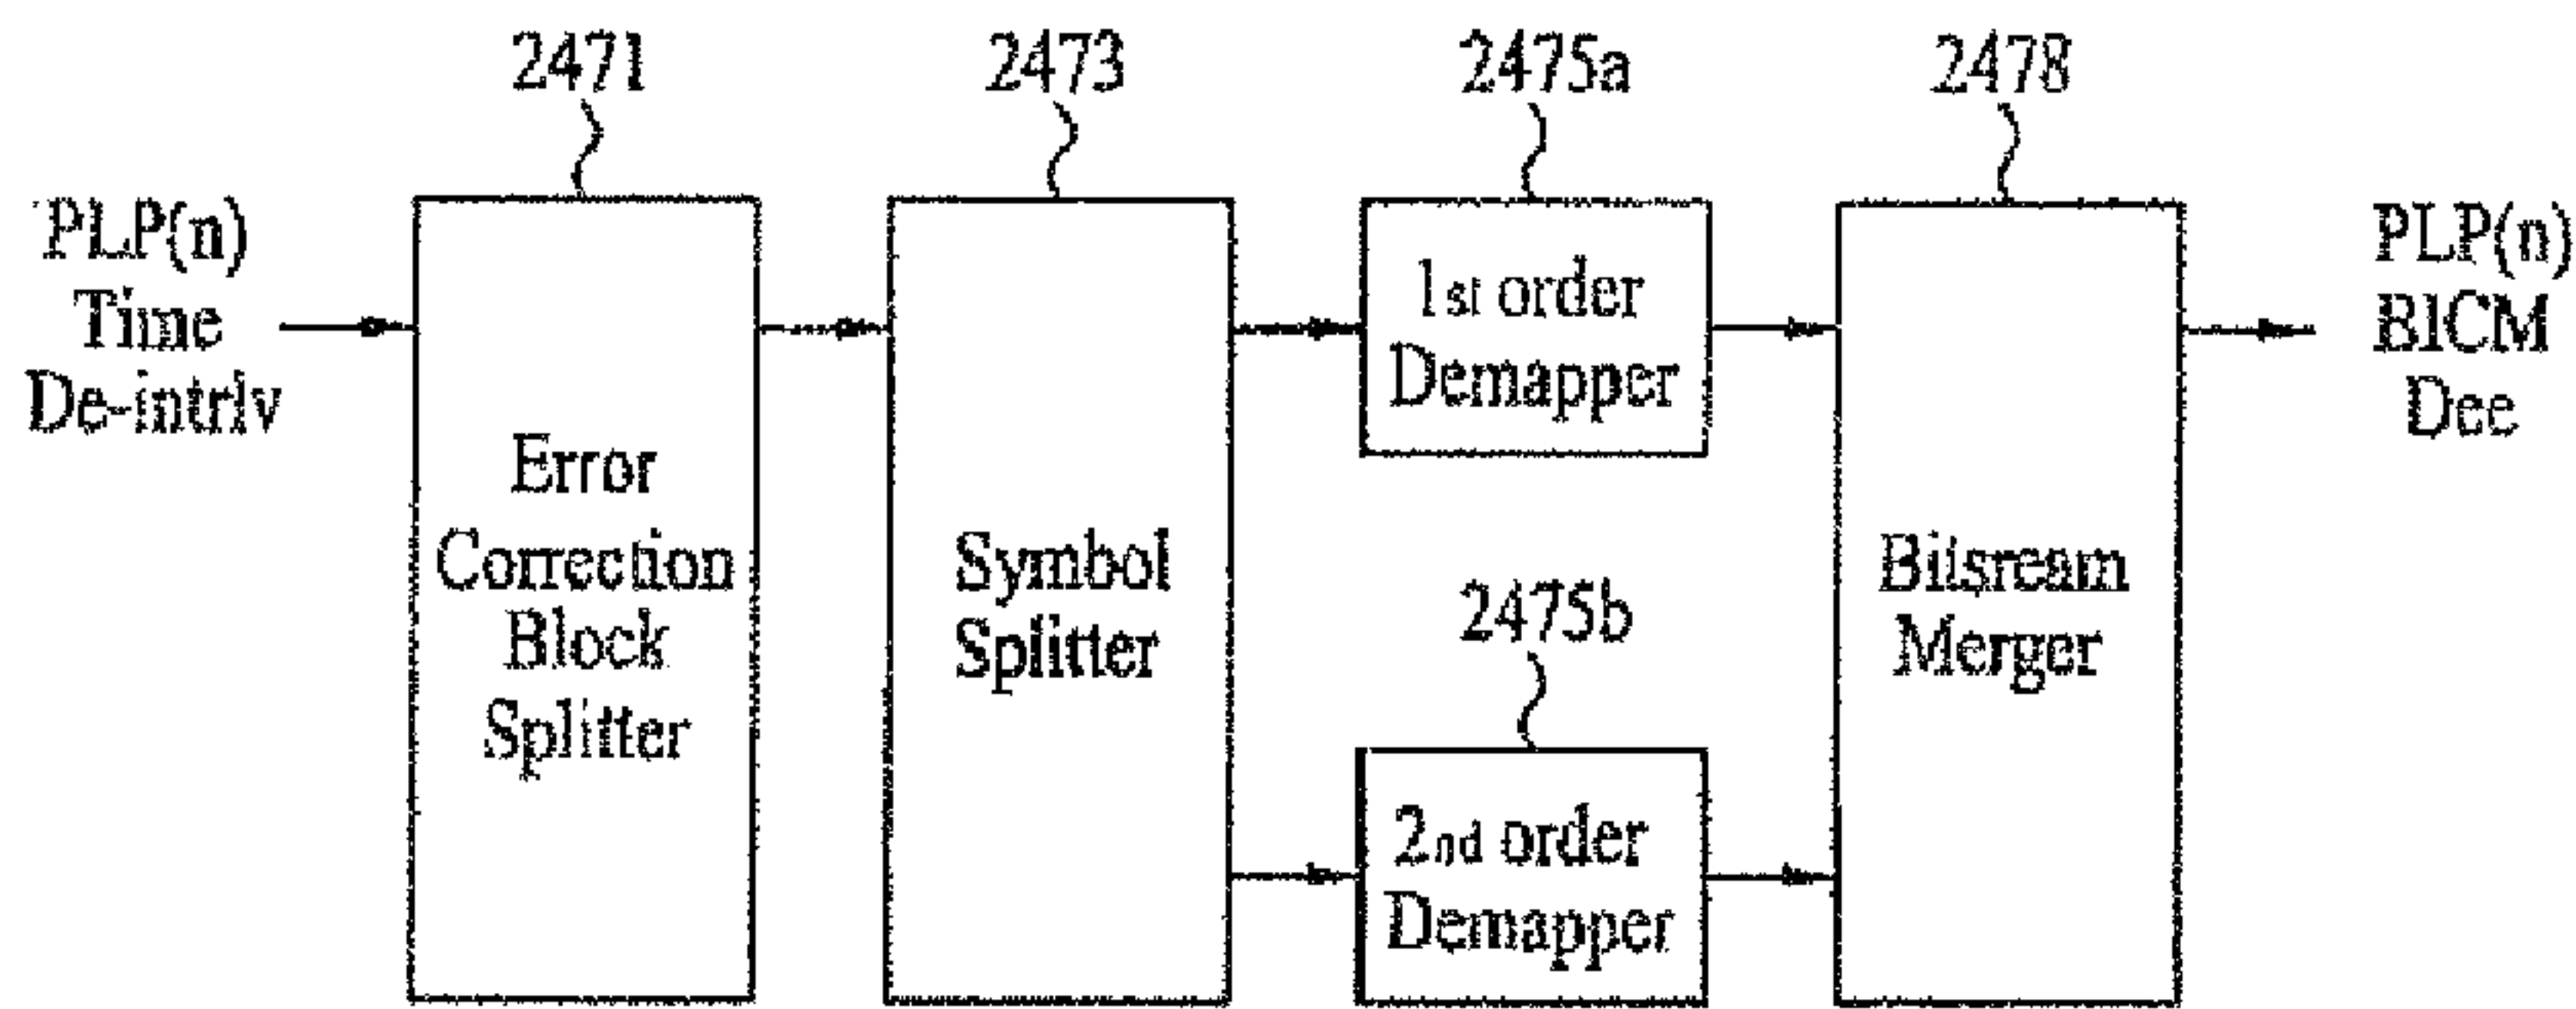 2471
2473
2475a
2478
PLP(n)
Time
De-intrlv
Error
Correction
Block
Splitter
Symbol
Splitter
1st order
Demapper
2475b
2nd order
Demapper
Bitsream
Merger
PLP(n)
BICM
Dec